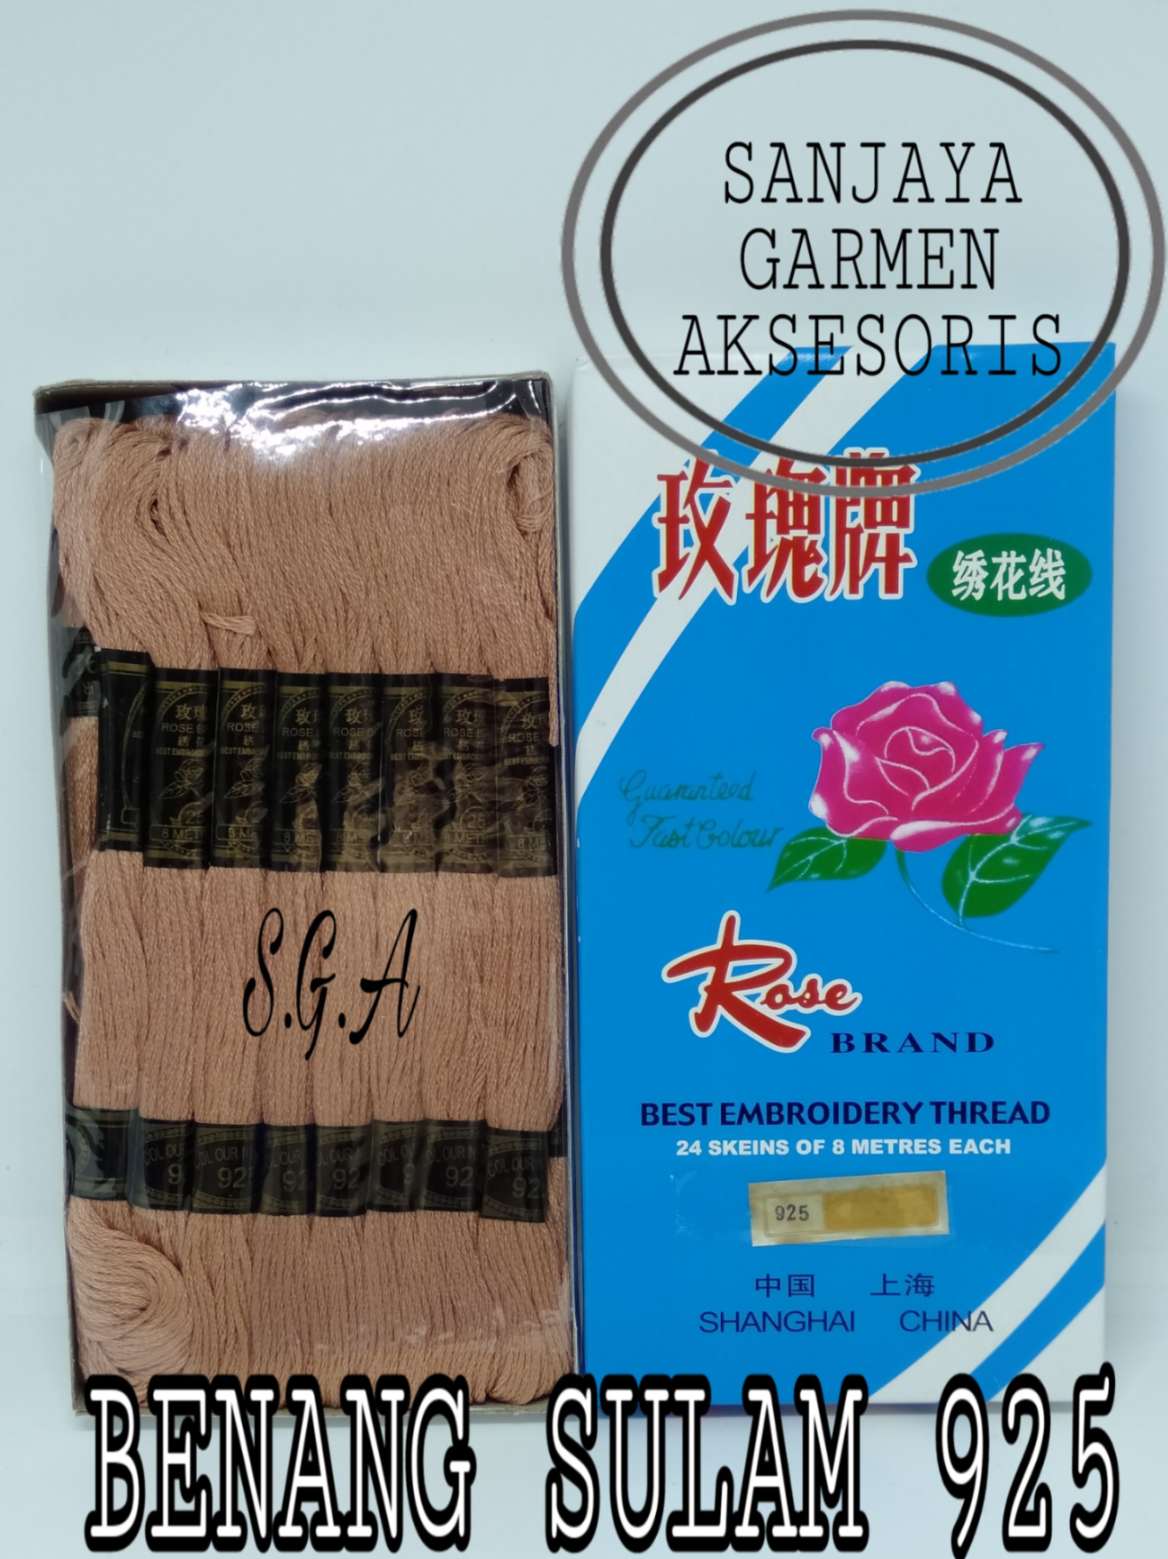 SANJAYA
GARMEN
AKSESORIS
玫瑰牌
绣花线
Guarinteed
Fast Colour
Rose
BRAND
BEST EMBROIDERY THREAD
24 SKEINS OF 8 METRES EACH
925
中国 上海
SHANGHAI CHINA
S.G.A
BENANG SULAM 925